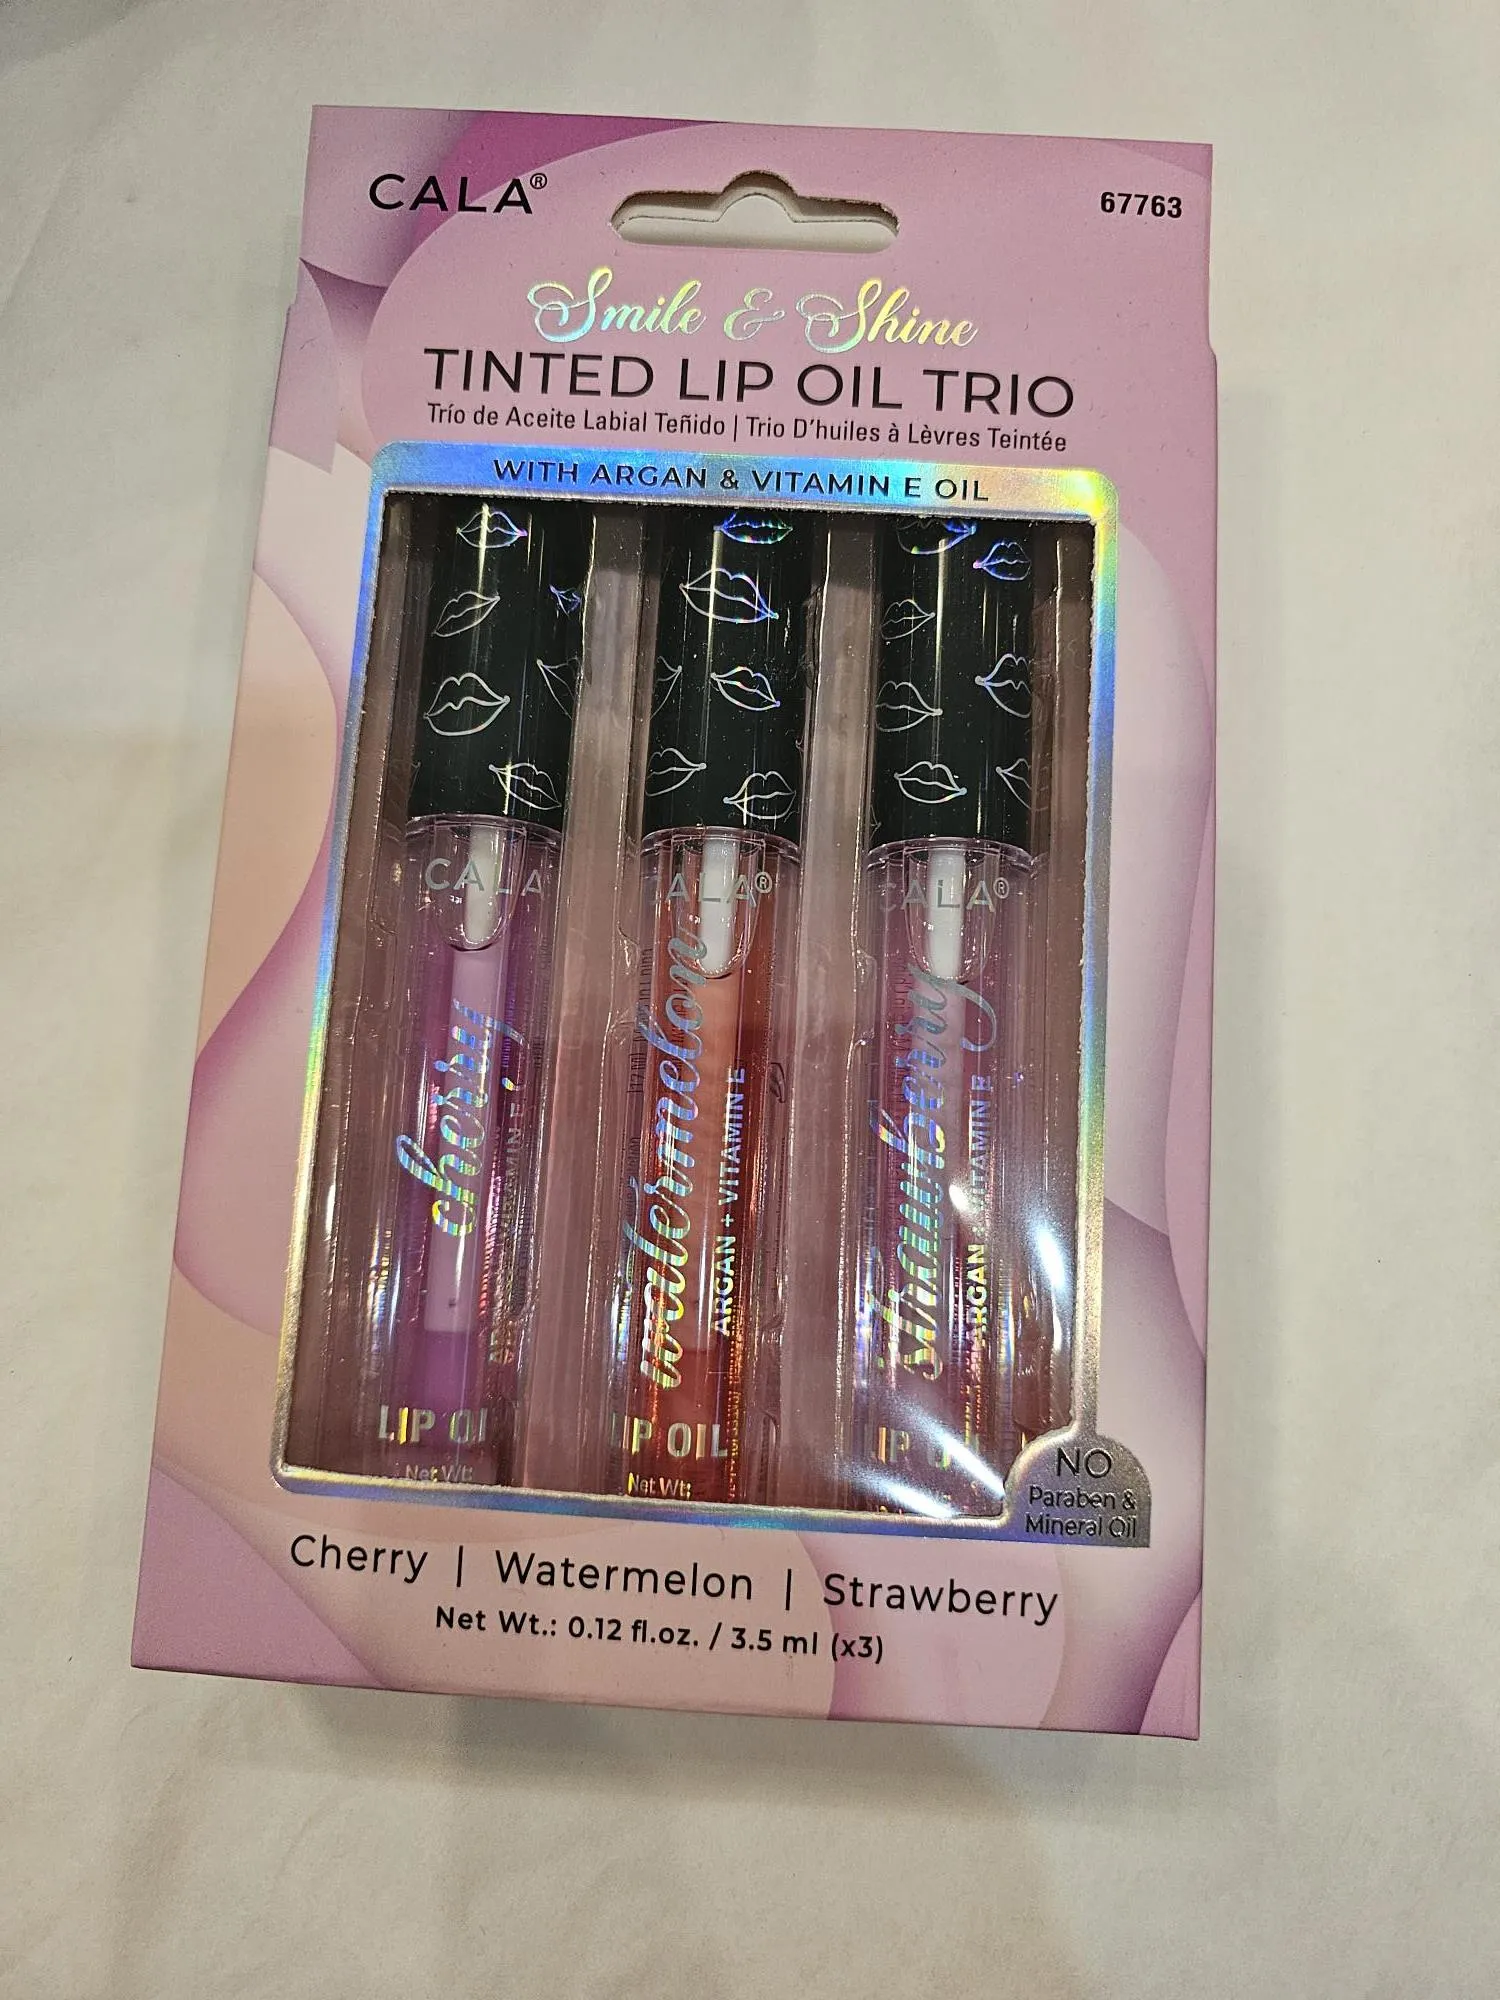 CALA®
67763
Smile & Shine
TINTED LIP OIL TRIO
Trío de Aceite Labial Teñido | Trio D'huiles à Lèvres Teintée
WITH ARGAN & VITAMIN E OIL
CALA
cherry
LIP OI
Net Wt:
ALA®
watermelon
ARGAN + VITAMIN E
LIP OIL
Net Wt:
CALA®
strawberry
ARGAN + VITAMIN E
NO
Paraben &
Mineral Oil
Cherry | Watermelon | Strawberry
Net Wt.: 0.12 fl.oz. / 3.5 ml (x3)